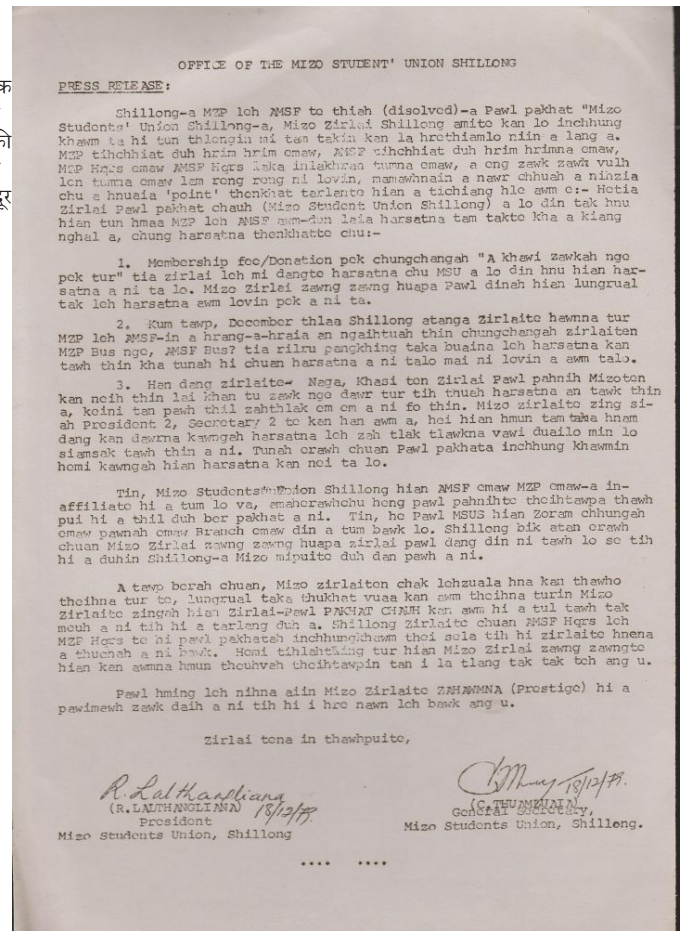 क
की
दूर
OFFICE OF THE MIZO STUDENT' UNION SHILLONG
PRESS RELEASE:
Shillong-a MZP leh AMSF te thiah (disolved)-a Pawl pakhat "Mizo
Students' Union Shillong-a, Mizo Zirlai Shillong amite kan lo inchhung
khawm ta hi tun thlengin mi tam takin kan la hrethiamlo niin a lang a.
MZP tihchhiat duh hrim hrim emaw, AMSF tihchhiat duh hrim hrimna emaw,
MZP Hqrs emaw AMSF Hqrs laka inlakhran tumna emaw, a eng zawk zawh vulh
leh tumna emaw lam reng reng ni lovin, mamawhnain a nawr chhuah a nihzia
chu a hnuaia 'point' thenkhat tarlante hian a tichiang hle awm e:- Hetia
Zirlai Pawl pakhat chauh (Mizo Student Union Shillong) a lo din tak hnu
hian tun hmaa MZP leh AMSF awm-dun laia harsatna tam takte kha a kiang
nghal a, chung harsatna thenkhatte chu:-
1. Membership fee/Donation pek chungchangah "A khawi zawkah nge
pek tur" tia zirlai leh mi dangte harsatna chu MSU a lo din hnu hian har-
satna a ni ta lo. Mizo Zirlai zawng zawng huapa Pawl dinah hian lungrual
tak leh harsatna awm lovin pek a ni ta.
2. Kum tawp, December thlaa Shillong atanga Zirlaite hawnna tur
MZP leh AMSF-in a hrang-a-hraia an ngaihtuah thin chungchangah zirlaiten
MZP Bus nge, AMSF Bus? tia rilru pangkhing taka buaina leh harsatna kan
tawh thin kha tunah hi chuan harsatna a ni talo mai ni lovin a awm talo.
3. Han dang zirlaite- Naga, Khasi ten Zirlai Pawl pahnih Mizoten
kan neih thin lai khan tu zawk nge dawr tur tih thuah harsatna an tawk thin
a, keini tan pawh thil zahthlak em em a ni fo thin. Mizo zirlaite zing si-
ah President 2, Secretary 2 te kan han awm a, hei hian hmun tam taka hnam
dang kan dawrna kawngah harsatna leh zah tlak tlawkna vawi duailo min lo
siamsak tawh thin a ni. Tunah erawh chuan Pawl pakhata inchhung khawmin
hemi kawngah hian harsatna kan nei ta lo.
Tin, Mizo Students' Union Shillong hian AMSF emaw MZP emaw-a in-
affiliate hi a tum lo va, amaherawhchu heng pawl pahnihte theihtawpa thawh
pui hi a thil duh ber pakhat a ni. Tin, he Pawl MSUS hian Zoram chhungah
emaw pawnah emaw Branch emaw din a tum bawk lo. Shillong bik atan erawh
chuan Mizo Zirlai zawng zawng huapa zirlai pawl dang din ni tawh lo se tih
hi a duhin Shillong-a Mizo mipuite duh dan pawh a ni.
A tawp berah chuan, Mizo zirlaiten chak lehzuala hna kan thawho
theihna tur te, lungrual taka thukhat vuaa kan awm theihna turin Mizo
Zirlaite zingah hian Zirlai-Pawl PAKHAT CHAUH kan awm hi a tul tawh tak
meuh a ni tih hi a tarlang duh a. Shillong Zirlaite chuan AMSF Hqrs leh
MZP Hqrs te hi pawl pakhatah inchhungkhawm thei sela tih hi zirlaite hnena
a thuchah a ni bawk. Hemi tihlahtling tur hian Mizo Zirlai zawng zawngte
hian kan awmna hmun theuhvah theihtawpin tan i la tlang tak tak teh ang u.
Pawl hming leh nihna aiin Mizo Zirlaite ZAHAWMNA (Prestige) hi a
pawimawh zawk daih a ni tih hi i hre nawn leh bawk ang u.
Zirlai tena in thawhpuite,
R. Lalthangliana 18/12/79.
(R.LALTHANGLIANA)
President
Mizo Students Union, Shillong
18/12/79.
(C.THUAMLUAIA)
General Secretary,
Mizo Students Union, Shillong.
.... ....